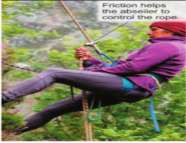 Friction helps
the abseiler to
control the rope.